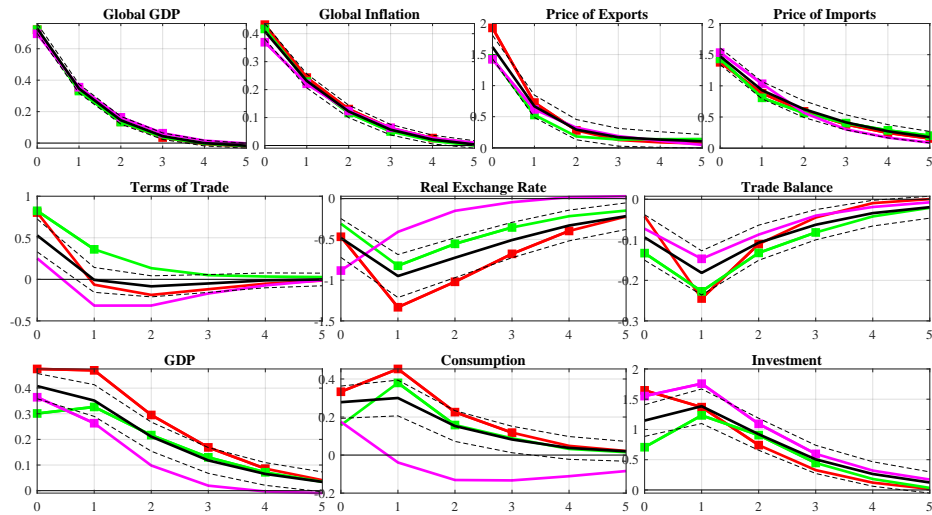 Global GDP
0.6
0.4
0.2
0
0 1 2 3 4 5
Global Inflation
0.4
0.3
0.2
0.1
0
0 1 2 3 4 5
Price of Exports
2
1.5
1
0.5
0
0 1 2 3 4 5
Price of Imports
2
1.5
1
0.5
0
0 1 2 3 4 5
Terms of Trade
1
0.5
0
-0.5
0 1 2 3 4 5
Real Exchange Rate
0
-0.5
-1
-1.5
0 1 2 3 4 5
Trade Balance
0
-0.1
-0.2
-0.3
0 1 2 3 4 5
GDP
0.4
0.3
0.2
0.1
0
0 1 2 3 4 5
Consumption
0.4
0.2
0
-0.2
0 1 2 3 4 5
Investment
2
1.5
1
0.5
0
0 1 2 3 4 5